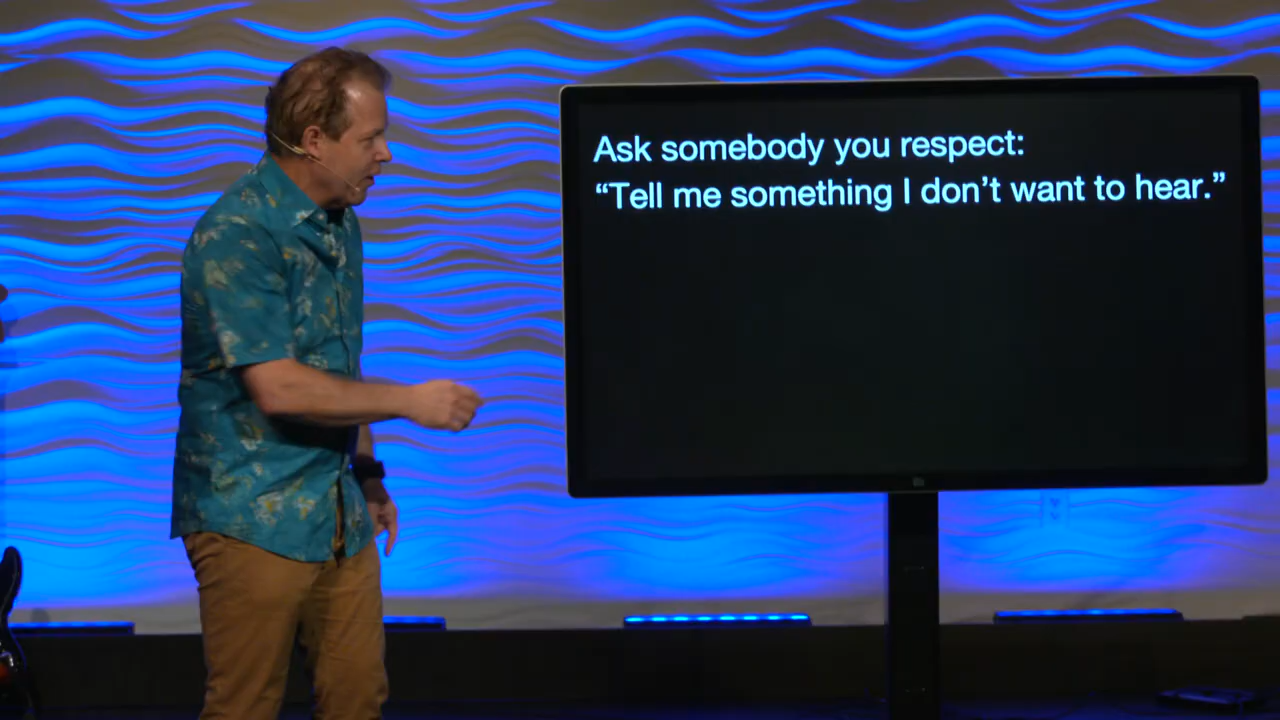 Ask somebody you respect:
“Tell me something I don’t want to hear.”